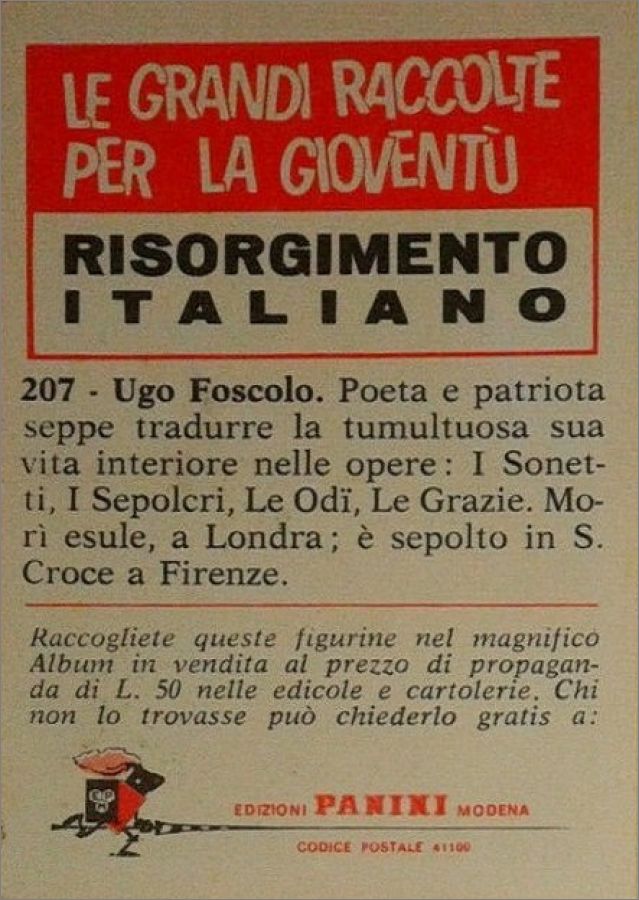 LE GRANDI RACCOLTE
PER LA GIOVENTÙ
RISORGIMENTO
ITALIANO
207 - Ugo Foscolo. Poeta e patriota
seppe tradurre la tumultuosa sua
vita interiore nelle opere: I Sonet-
ti, I Sepolcri, Le Odï, Le Grazie. Mo-
rì esule, a Londra; è sepolto in S.
Croce a Firenze.
Raccogliete queste figurine nel magnifico
Album in vendita al prezzo di propagan-
da di L. 50 nelle edicole e cartolerie. Chi
non lo trovasse può chiederlo gratis a:
EDIZIONI PANINI MODENA
CODICE POSTALE 41100